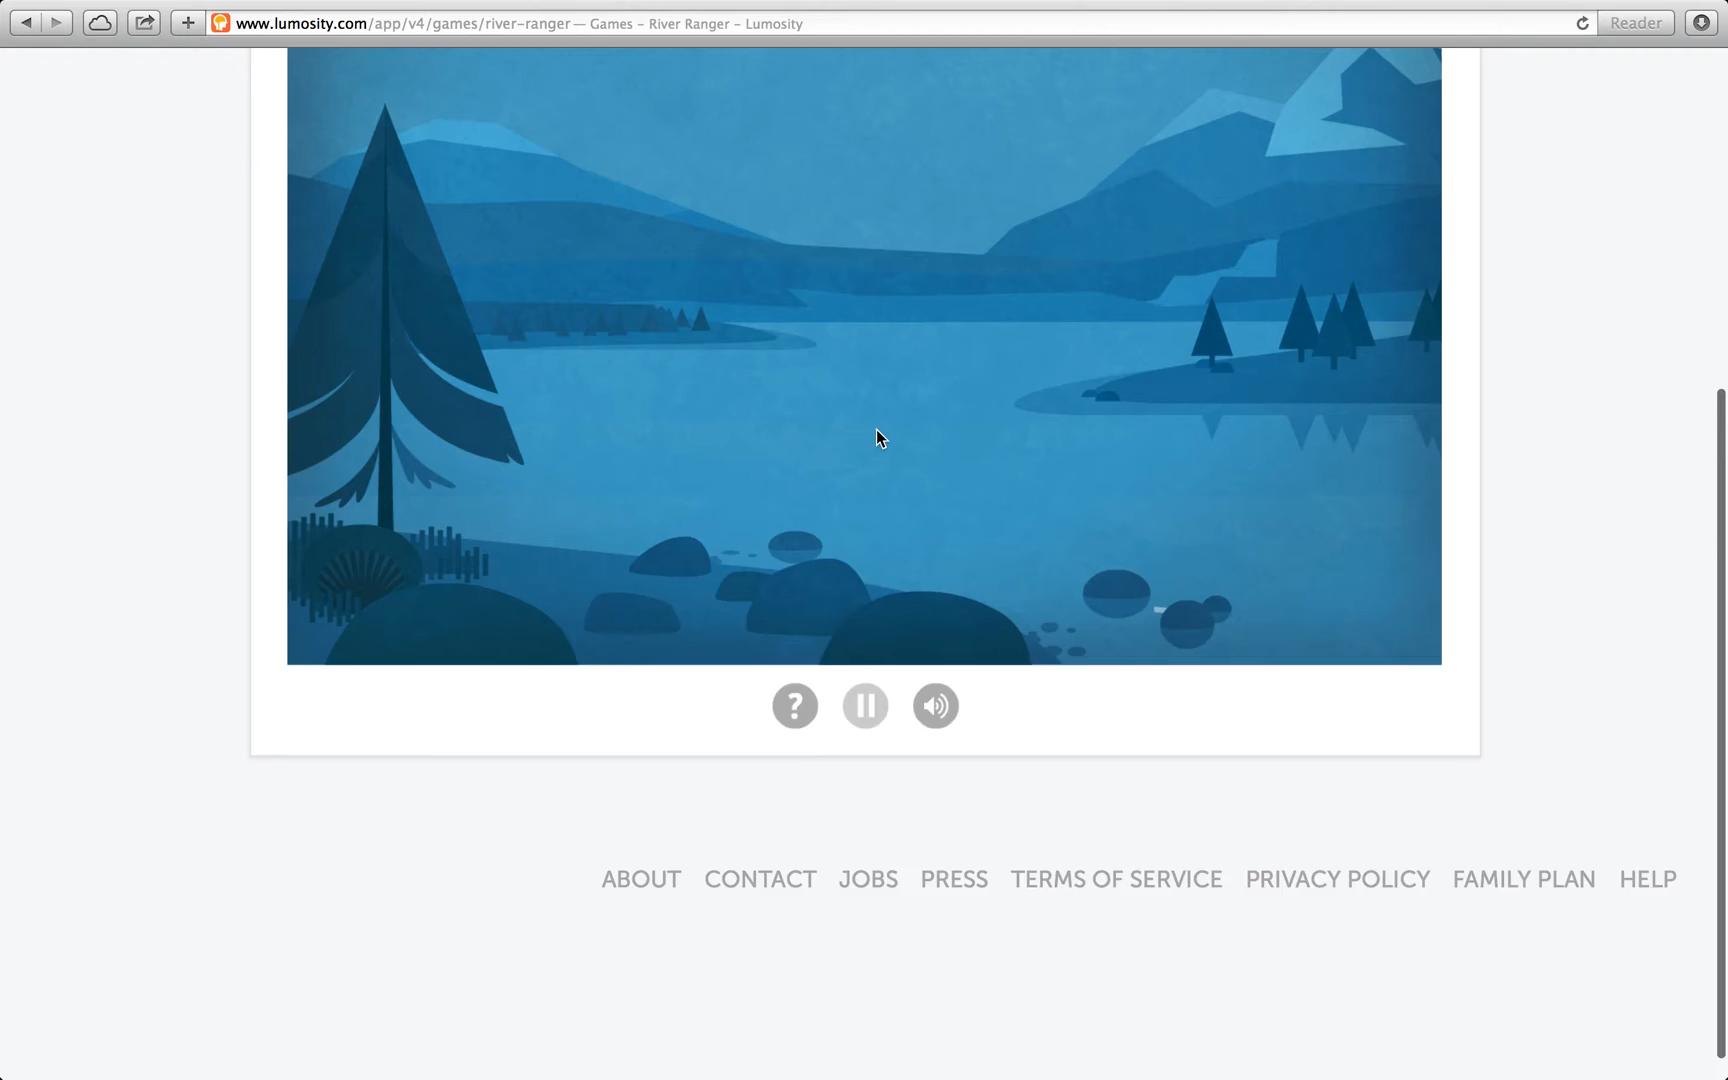 www.lumosity.com/app/v4/games/river-ranger — Games – River Ranger – Lumosity
Reader
?
ABOUT CONTACT JOBS PRESS TERMS OF SERVICE PRIVACY POLICY FAMILY PLAN HELP